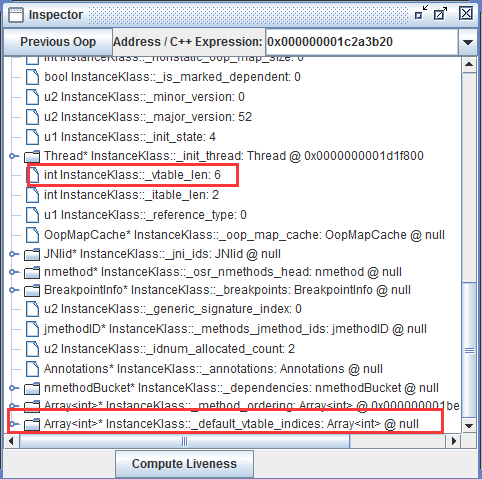 Inspector
Previous Oop Address / C++ Expression: 0x000000001c2a3b20
int InstanceKlass::_nonstatic_oop_map_size: 0
bool InstanceKlass::_is_marked_dependent: 0
u2 InstanceKlass::_minor_version: 0
u2 InstanceKlass::_major_version: 52
u1 InstanceKlass::_init_state: 4
Thread* InstanceKlass::_init_thread: Thread @ 0x0000000001d1f800
int InstanceKlass::_vtable_len: 6
int InstanceKlass::_itable_len: 2
u1 InstanceKlass::_reference_type: 0
OopMapCache* InstanceKlass::_oop_map_cache: OopMapCache @ null
JNIid* InstanceKlass::_jni_ids: JNIid @ null
nmethod* InstanceKlass::_osr_nmethods_head: nmethod @ null
BreakpointInfo* InstanceKlass::_breakpoints: BreakpointInfo @ null
u2 InstanceKlass::_generic_signature_index: 0
jmethodID* InstanceKlass::_methods_jmethod_ids: jmethodID @ null
u2 InstanceKlass::_idnum_allocated_count: 2
Annotations* InstanceKlass::_annotations: Annotations @ null
nmethodBucket* InstanceKlass::_dependencies: nmethodBucket @ null
Array<int>* InstanceKlass::_method_ordering: Array<int> @ 0x000000001be
Array<int>* InstanceKlass::_default_vtable_indices: Array<int> @ null
Compute Liveness